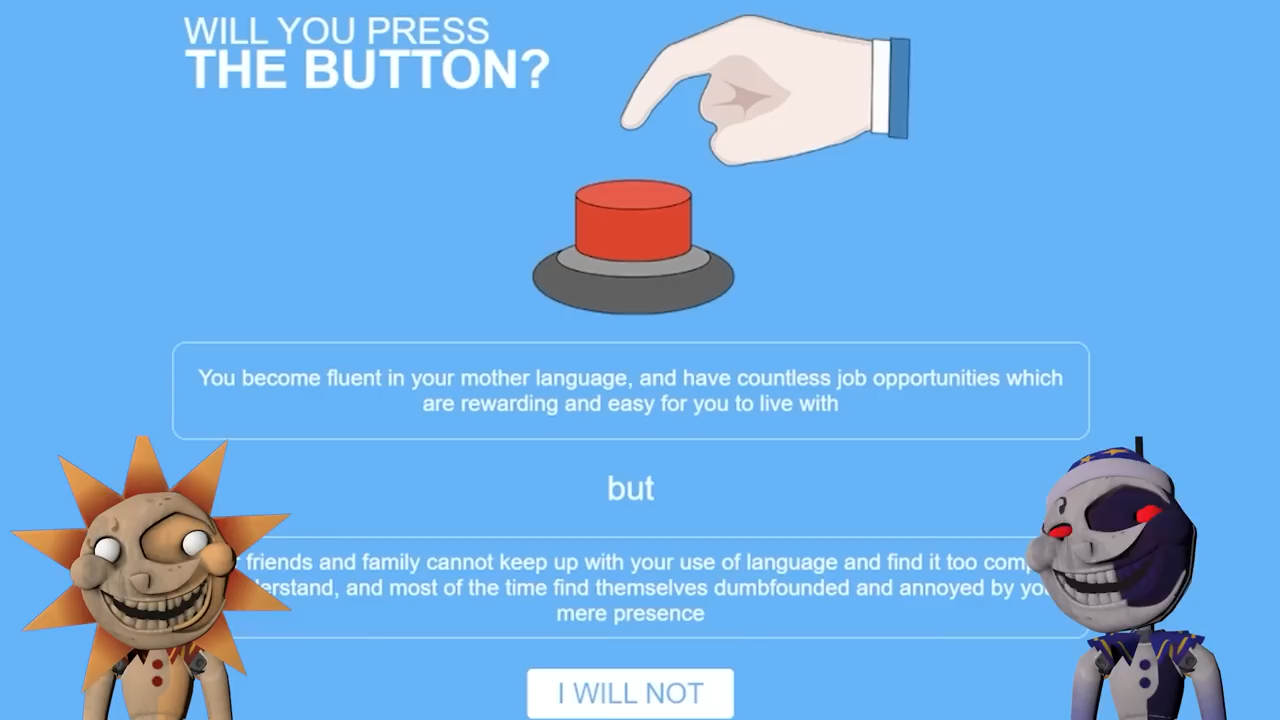 WILL YOU PRESS
THE BUTTON?
You become fluent in your mother language, and have countless job opportunities which
are rewarding and easy for you to live with
but
friends and family cannot keep up with your use of language and find it too
and most of the time find themselves dumbfounded and annoyed by
mere presence
I WILL NOT